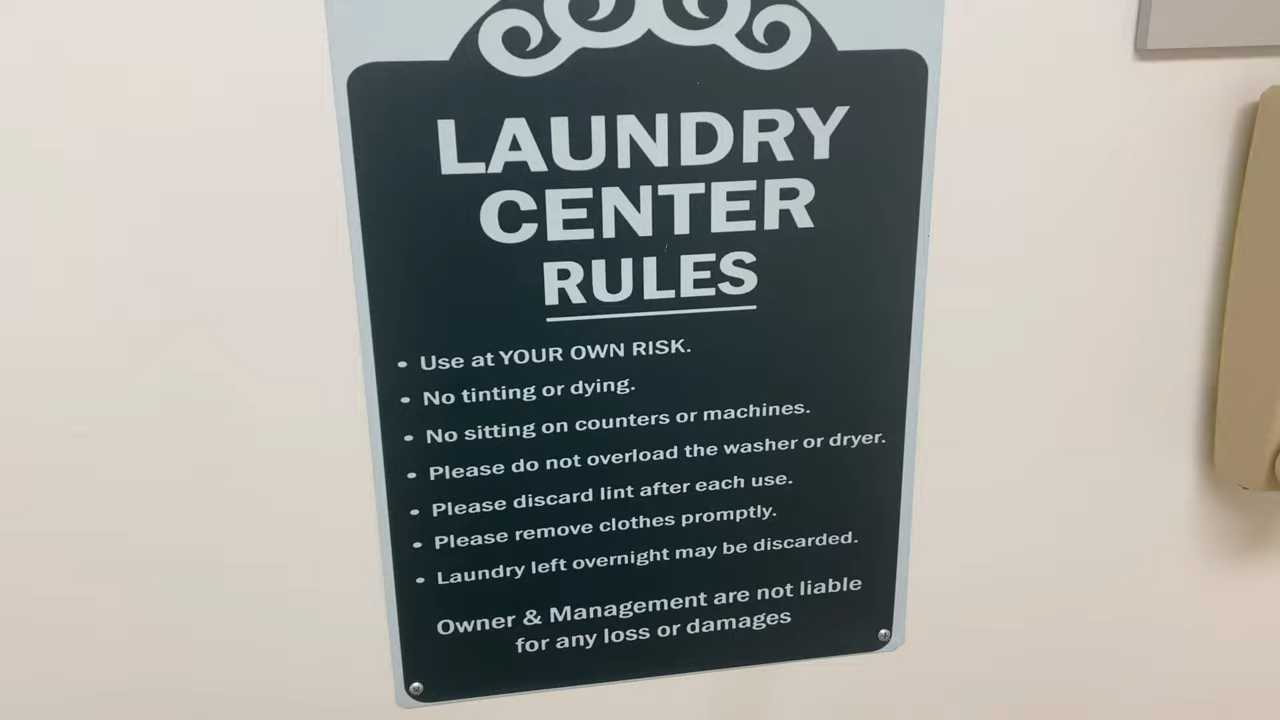 LAUNDRY
CENTER
RULES
• Use at YOUR OWN RISK.
• No tinting or dying.
• No sitting on counters or machines.
• Please do not overload the washer or dryer.
• Please discard lint after each use.
• Please remove clothes promptly.
• Laundry left overnight may be discarded.
Owner & Management are not liable
for any loss or damages